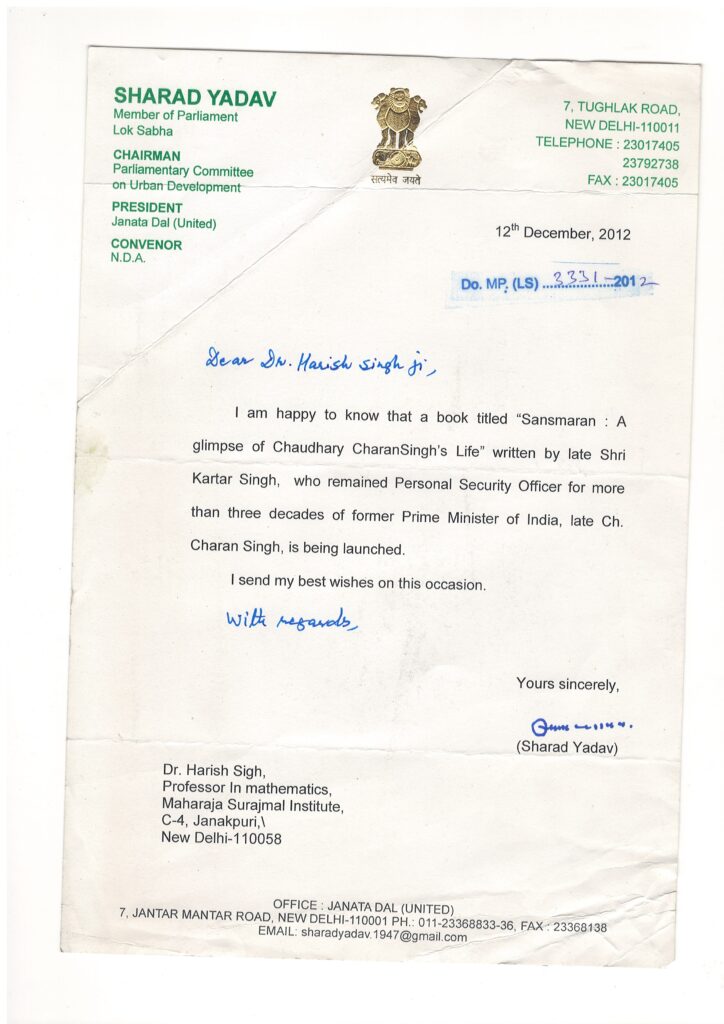 SHARAD YADAV
Member of Parliament
Lok Sabha
CHAIRMAN
Parliamentary Committee
on Urban Development
PRESIDENT
Janata Dal (United)
CONVENOR
N.D.A.
सत्यमेव जयते
7, TUGHLAK ROAD,
NEW DELHI-110011
TELEPHONE : 23017405
23792738
FAX : 23017405
12th December, 2012
Do. MP. (LS) ..3331..-2012
Dear Dr. Harish Singh ji,
I am happy to know that a book titled “Sansmaran : A
glimpse of Chaudhary CharanSingh’s Life” written by late Shri
Kartar Singh, who remained Personal Security Officer for more
than three decades of former Prime Minister of India, late Ch.
Charan Singh, is being launched.
I send my best wishes on this occasion.
With regards,
Yours sincerely,
(Sharad Yadav)
Dr. Harish Sigh,
Professor In mathematics,
Maharaja Surajmal Institute,
C-4, Janakpuri,\
New Delhi-110058
OFFICE : JANATA DAL (UNITED)
7, JANTAR MANTAR ROAD, NEW DELHI-110001 PH.: 011-23368833-36, FAX : 23368138
EMAIL: sharadyadav.1947@gmail.com